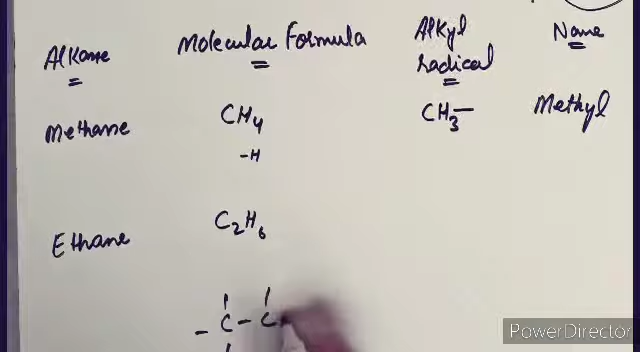 Alkane Molecular Formula Alkyl Radical Name
Methane CH4 CH3— Methyl
-H
Ethane C2H6
- C - C
PowerDirector